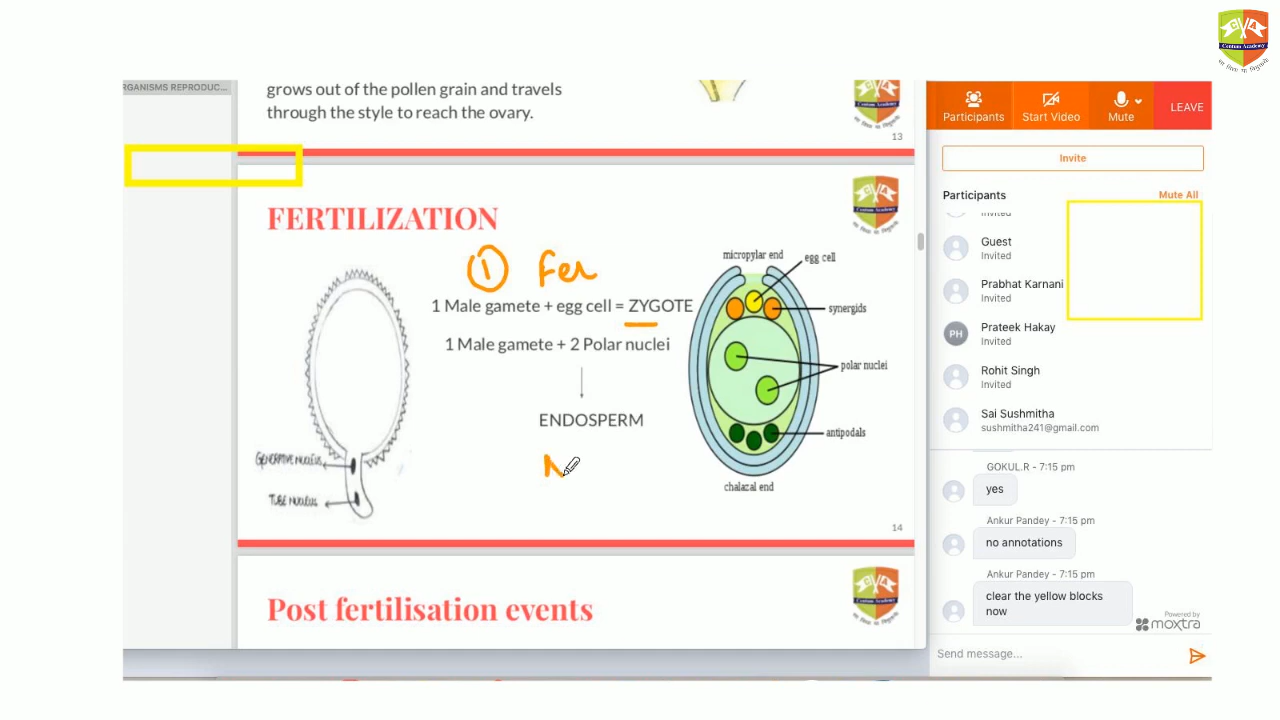 RGANISMS REPRODUC...
grows out of the pollen grain and travels
through the style to reach the ovary.
13
FERTILIZATION
① Fer
1 Male gamete + egg cell = ZYGOTE
1 Male gamete + 2 Polar nuclei
ENDOSPERM
GENERATIVE NUCLEUS
TUBE NUCLEUS
micropylar end
egg cell
synergids
polar nuclei
antipodals
chalazal end
14
Post fertilisation events
Centum Academy
Participants
Start Video
Mute
LEAVE
Invite
Participants
Mute All
Invited
Guest
Invited
Prabhat Karnani
Invited
PH
Prateek Hakay
Invited
Rohit Singh
Invited
Sai Sushmitha
sushmitha241@gmail.com
GOKUL.R - 7:15 pm
yes
Ankur Pandey - 7:15 pm
no annotations
Ankur Pandey - 7:15 pm
clear the yellow blocks
now
Powered by
moxtra
Send message...